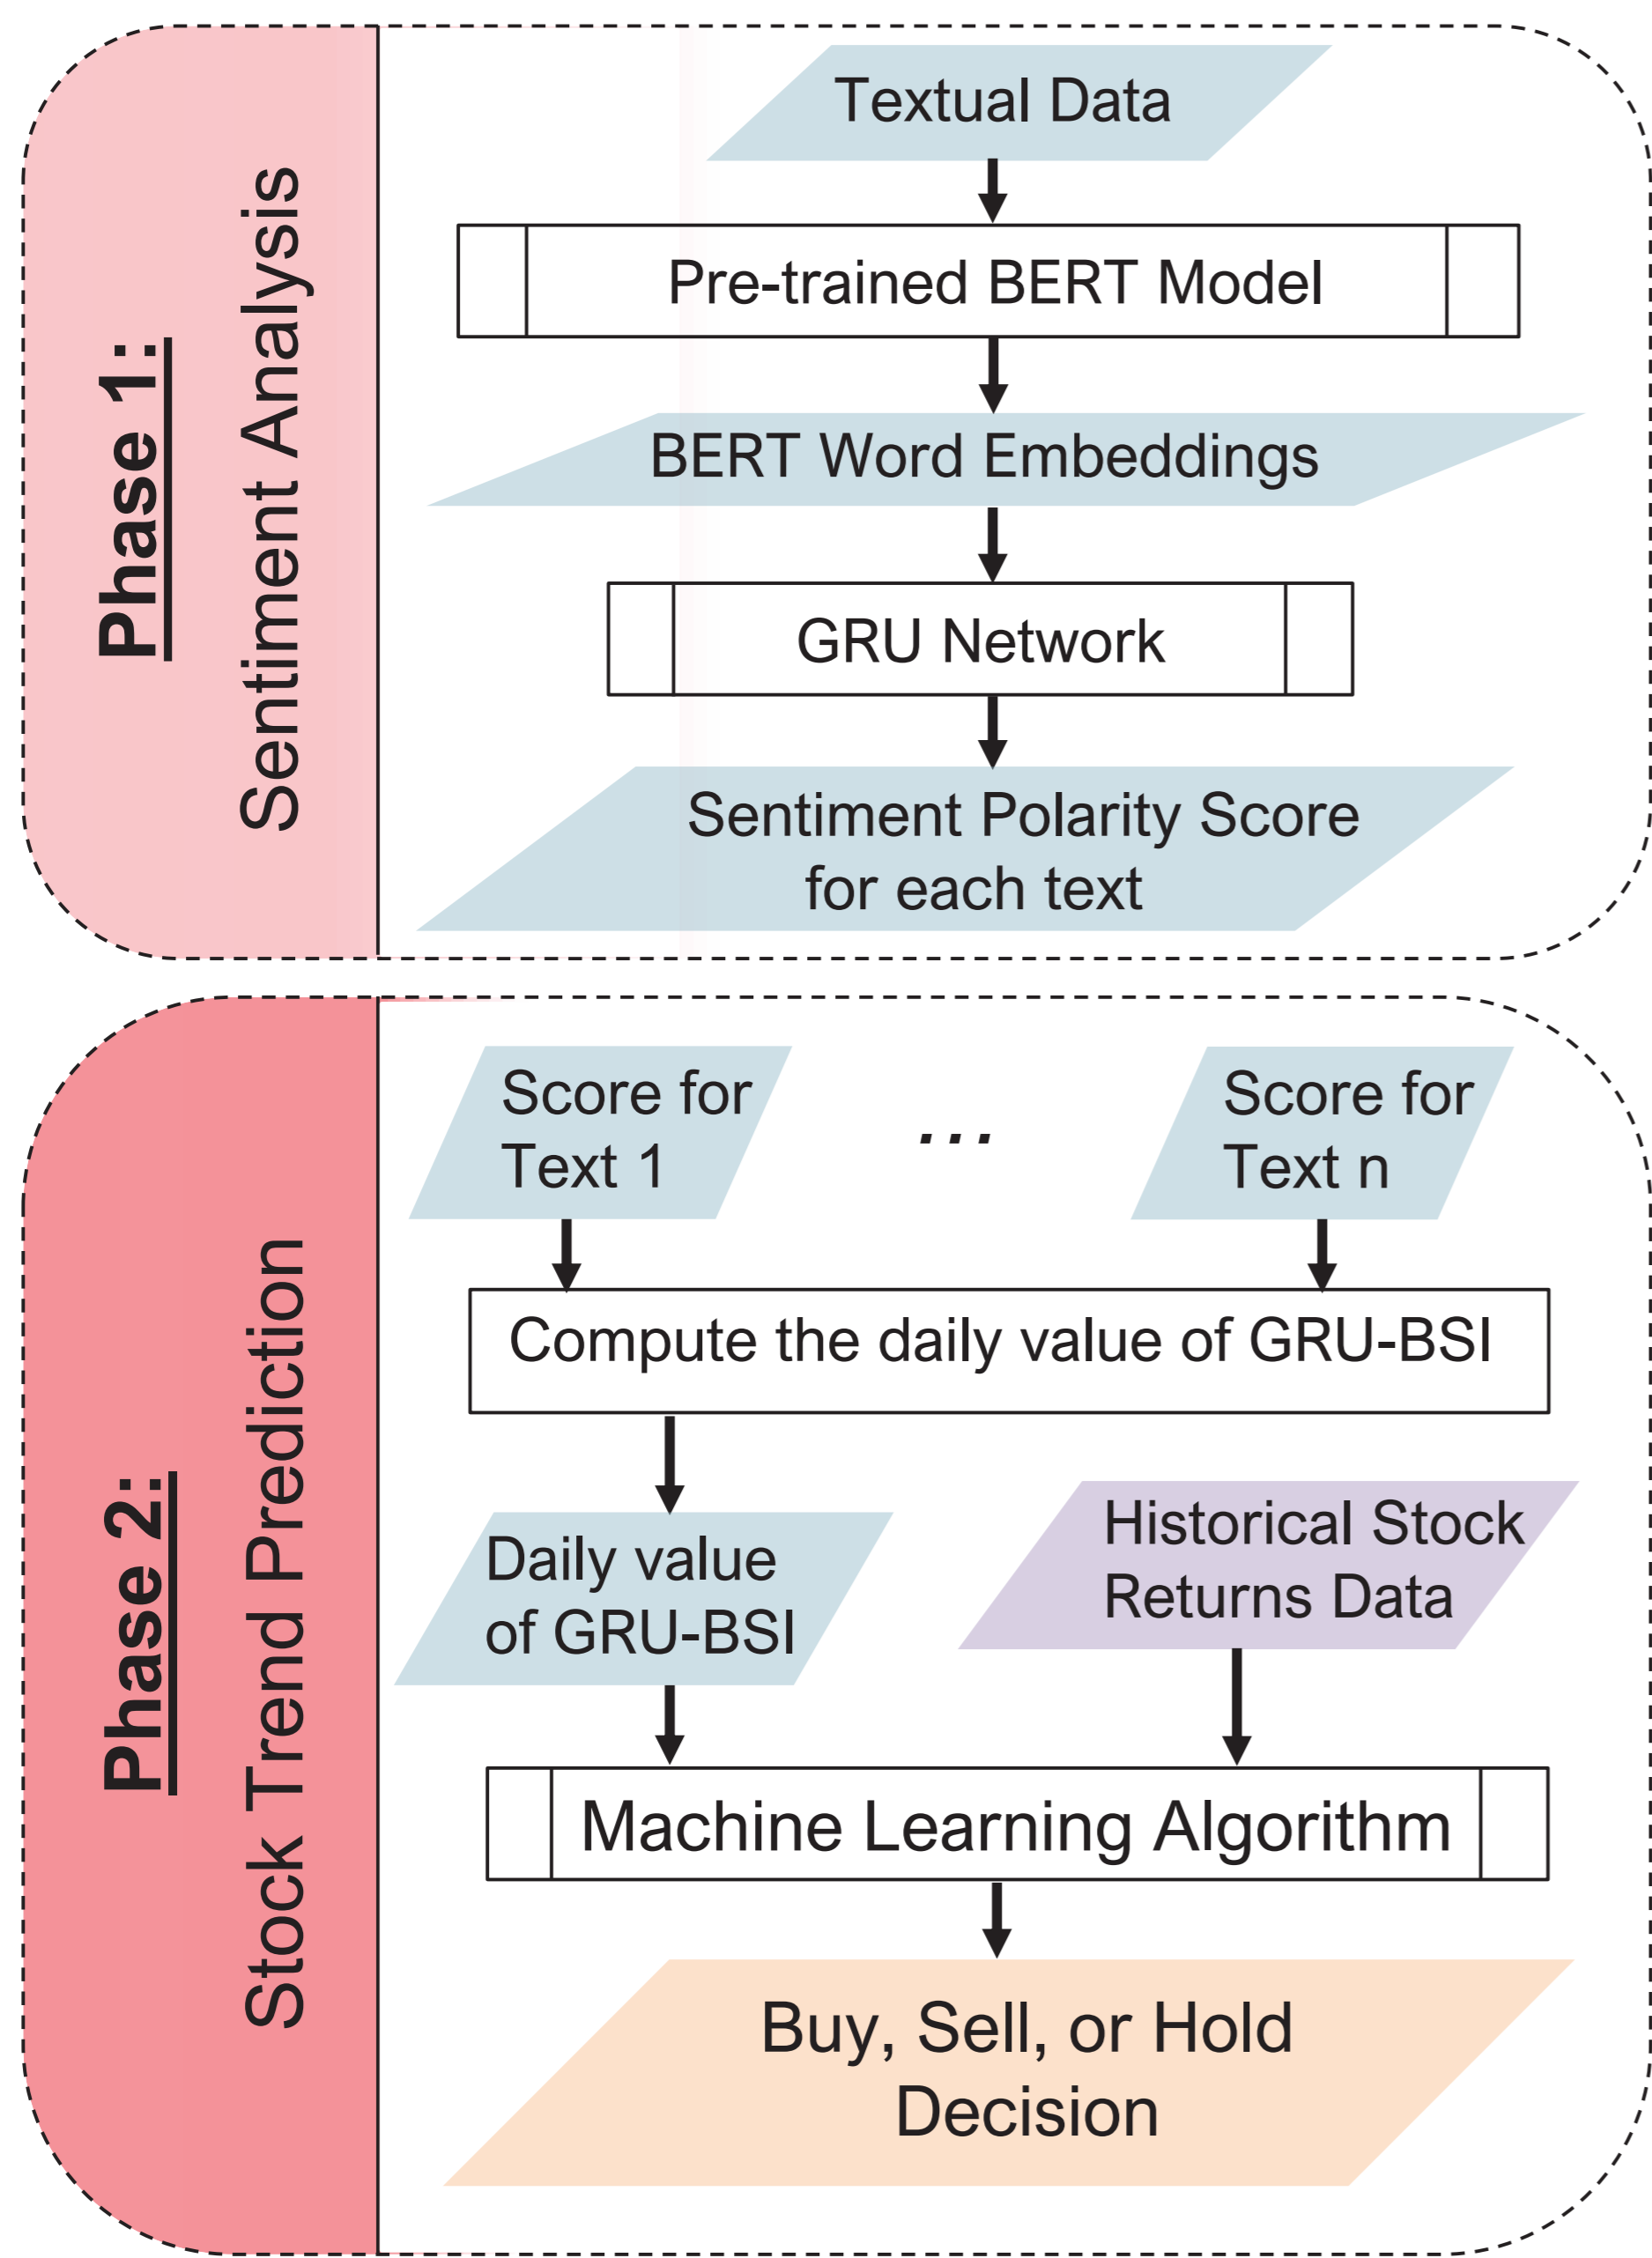 Phase 1:
Sentiment Analysis
Textual Data
Pre-trained BERT Model
BERT Word Embeddings
GRU Network
Sentiment Polarity Score
for each text
Phase 2:
Stock Trend Prediction
Score for
Text 1
...
Score for
Text n
Compute the daily value of GRU-BSI
Daily value
of GRU-BSI
Historical Stock
Returns Data
Machine Learning Algorithm
Buy, Sell, or Hold
Decision